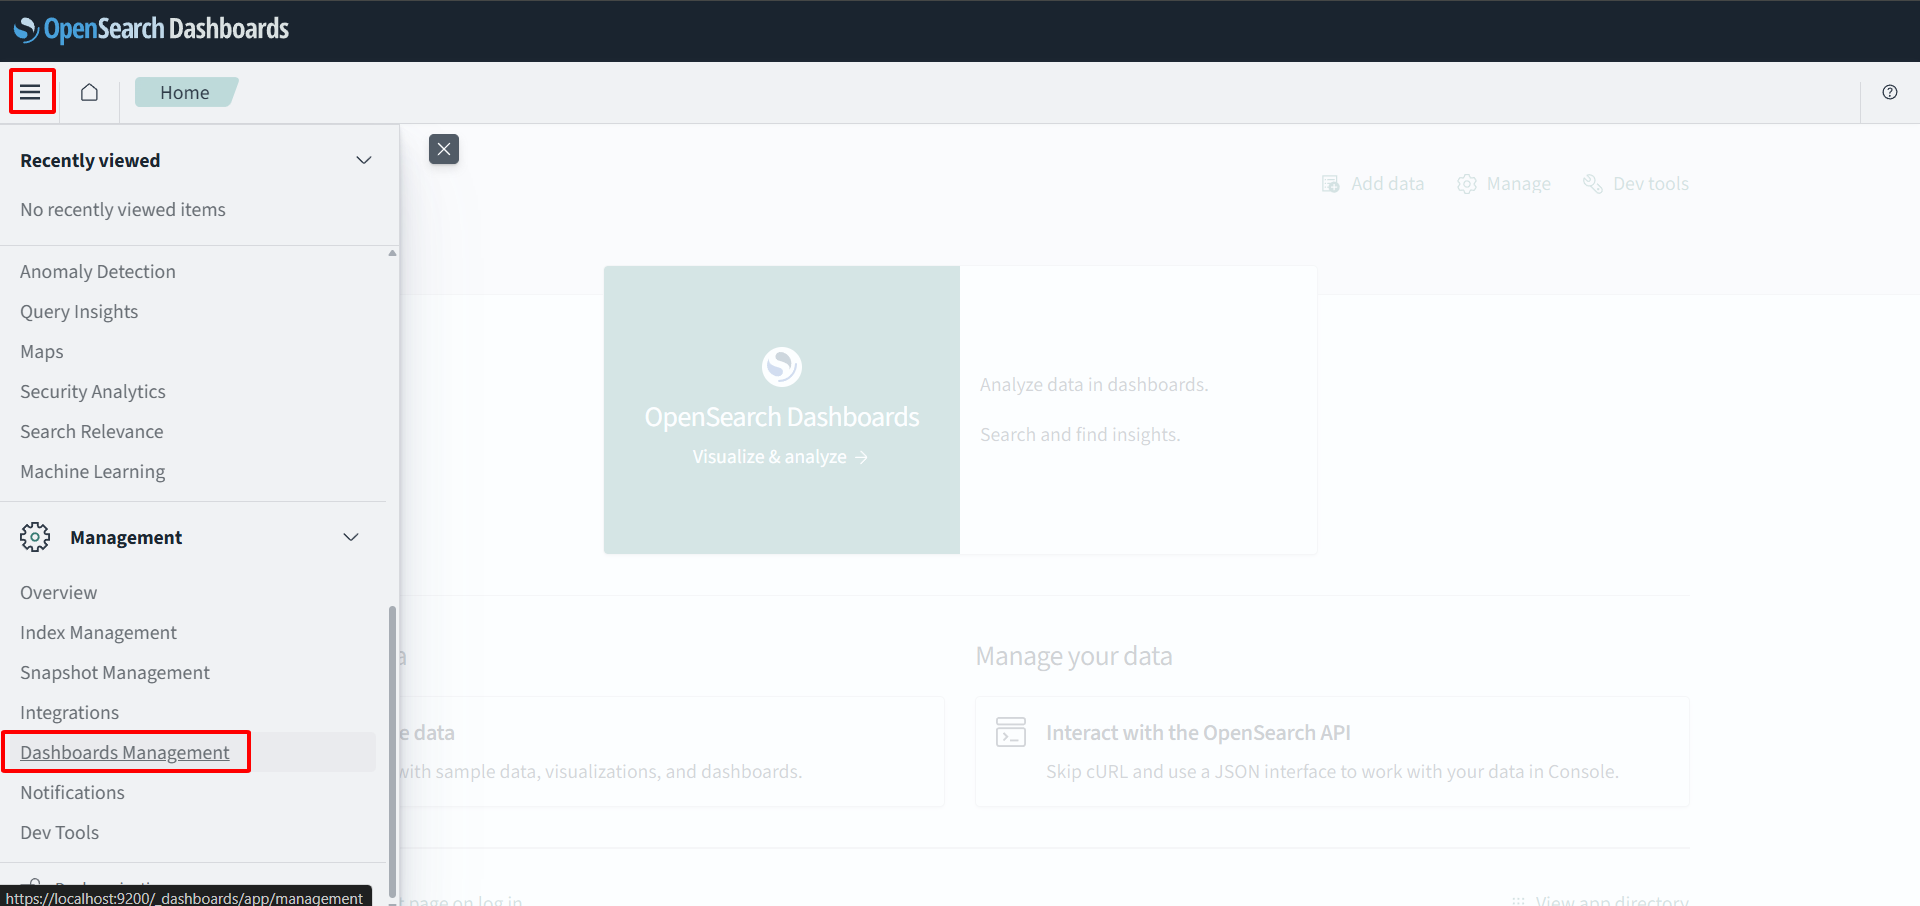 OpenSearch Dashboards
Home
Recently viewed
No recently viewed items
Add data
Manage
Dev tools
Anomaly Detection
Query Insights
Maps
Security Analytics
Search Relevance
Machine Learning
OpenSearch Dashboards
Visualize & analyze →
Analyze data in dashboards.
Search and find insights.
Management
Overview
Index Management
Snapshot Management
Integrations
Dashboards Management
Notifications
Dev Tools
a
e data
with sample data, visualizations, and dashboards.
Manage your data
Interact with the OpenSearch API
Skip cURL and use a JSON interface to work with your data in Console.
https://localhost:9200/_dashboards/app/management
page on log in
View app directory